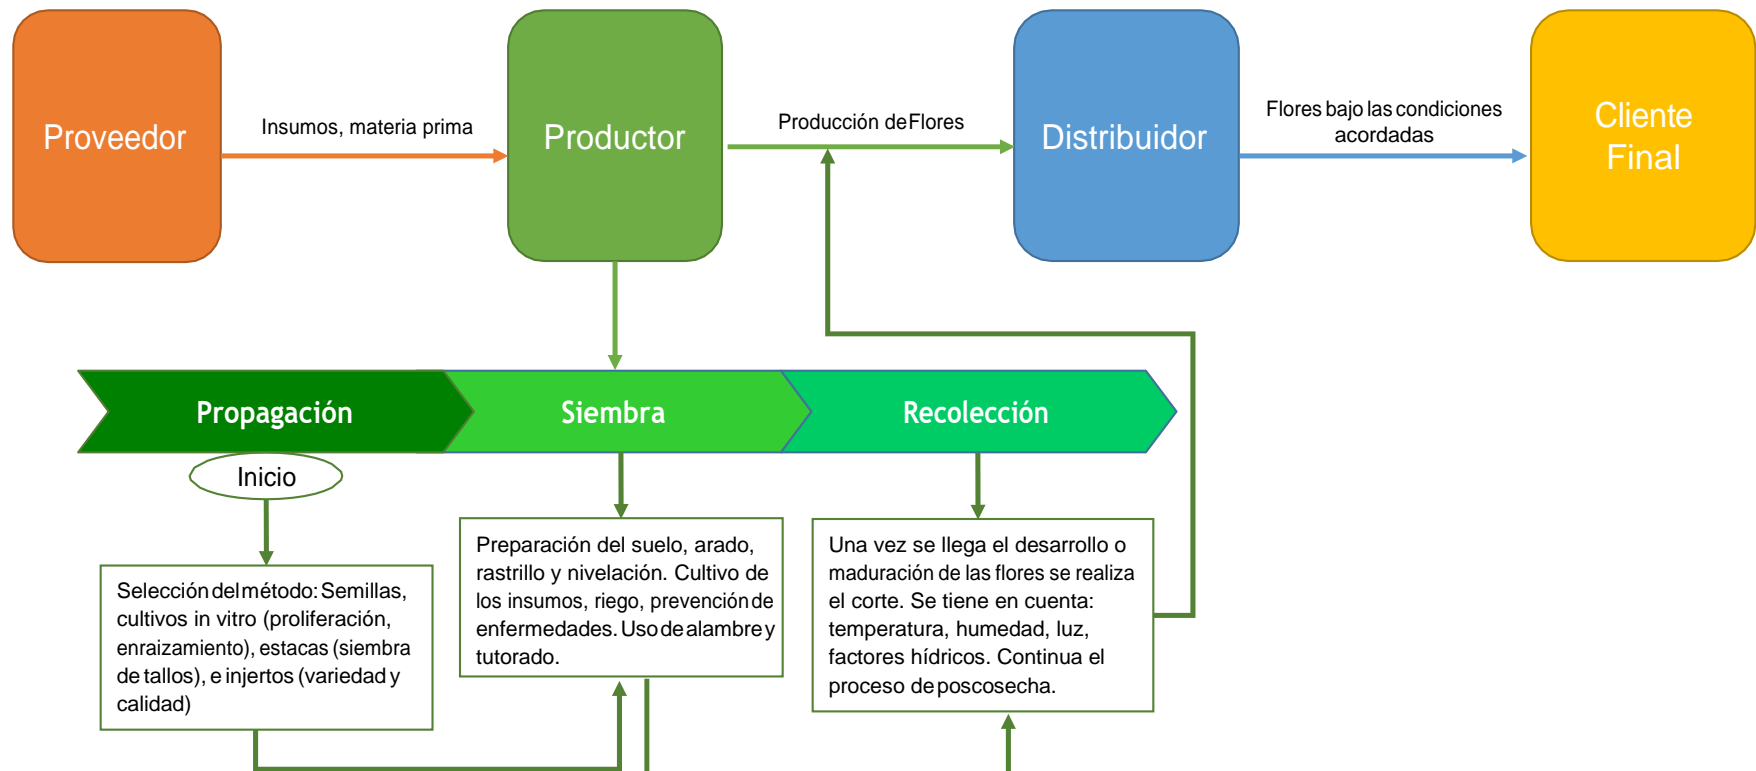 Proveedor
Insumos, materia prima
Productor
Producción de Flores
Distribuidor
Flores bajo las condiciones
acordadas
Cliente
Final
Propagación
Siembra
Recolección
Inicio
Selección del método: Semillas,
cultivos in vitro (proliferación,
enraizamiento), estacas (siembra
de tallos), e injertos (variedad y
calidad)
Preparación del suelo, arado,
rastrillo y nivelación. Cultivo de
los insumos, riego, prevención de
enfermedades. Uso de alambre y
tutorado.
Una vez se llega el desarrollo o
maduración de las flores se realiza
el corte. Se tiene en cuenta:
temperatura, humedad, luz,
factores hídricos. Continua el
proceso de poscosecha.